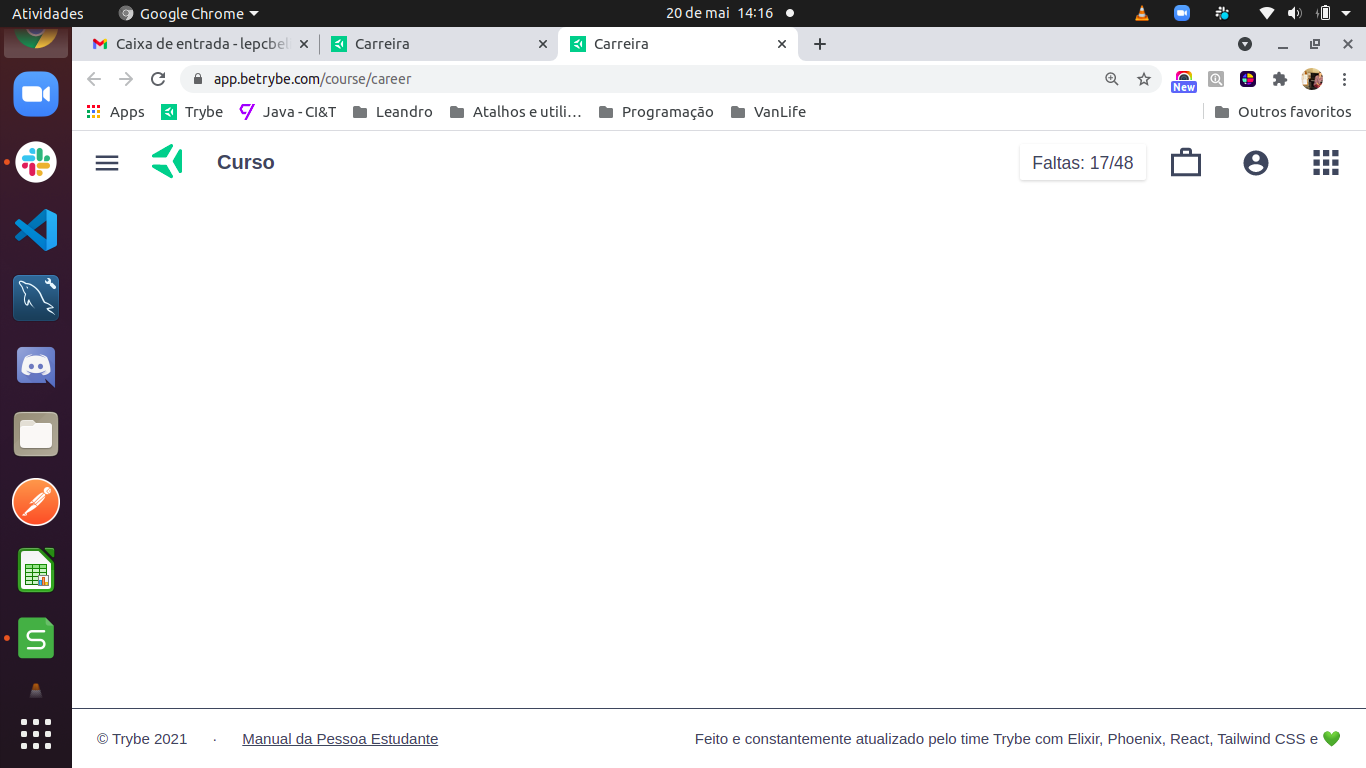 Atividades
Google Chrome
20 de mai 14:16
Caixa de entrada - lepcbel
Carreira
Carreira
app.betrybe.com/course/career
New
Apps
Trybe
Java - CI&T
Leandro
Atalhos e utili…
Programação
VanLife
Outros favoritos
Curso
Faltas: 17/48
© Trybe 2021 · Manual da Pessoa Estudante
Feito e constantemente atualizado pelo time Trybe com Elixir, Phoenix, React, Tailwind CSS e 💚